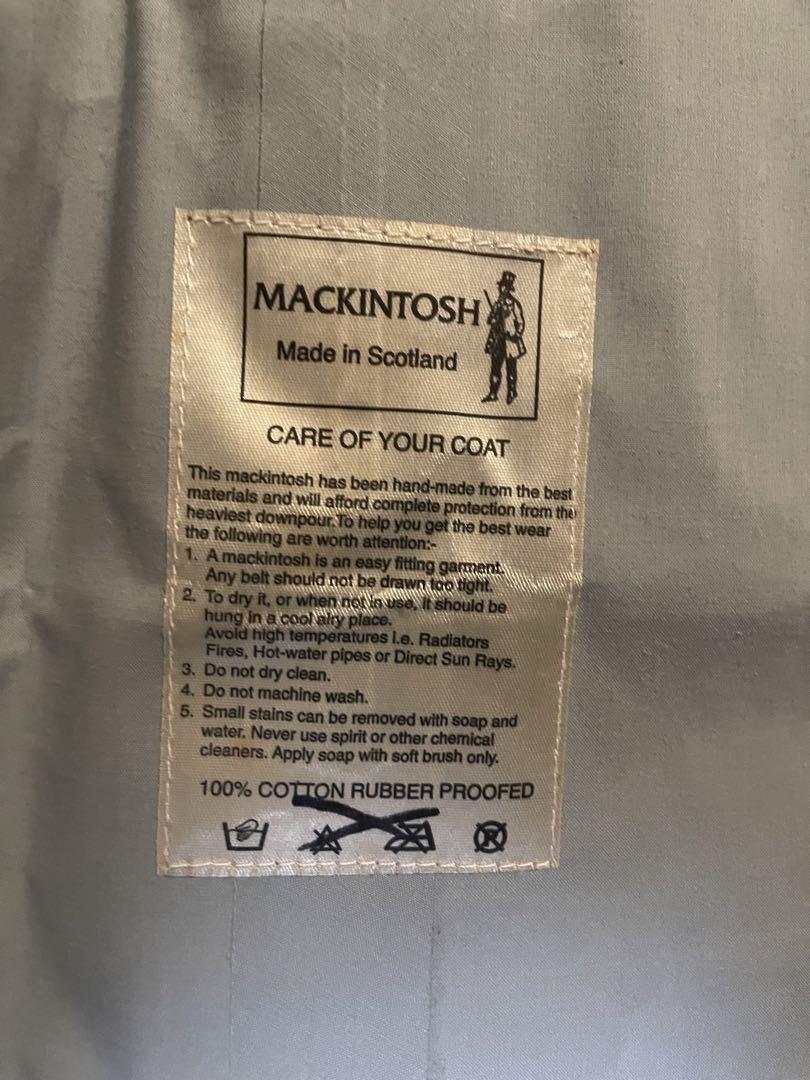 MACKINTOSH
Made in Scotland
CARE OF YOUR COAT
This mackintosh has been hand-made from the best
materials and will afford complete protection from the
heaviest downpour. To help you get the best wear
the following are worth attention:-
1. A mackintosh is an easy fitting garment.
Any belt should not be drawn too tight.
2. To dry it, or when not in use, it should be
hung in a cool airy place.
Avoid high temperatures i.e. Radiators
Fires, Hot-water pipes or Direct Sun Rays.
3. Do not dry clean.
4. Do not machine wash.
5. Small stains can be removed with soap and
water. Never use spirit or other chemical
cleaners. Apply soap with soft brush only.
100% COTTON RUBBER PROOFED
R